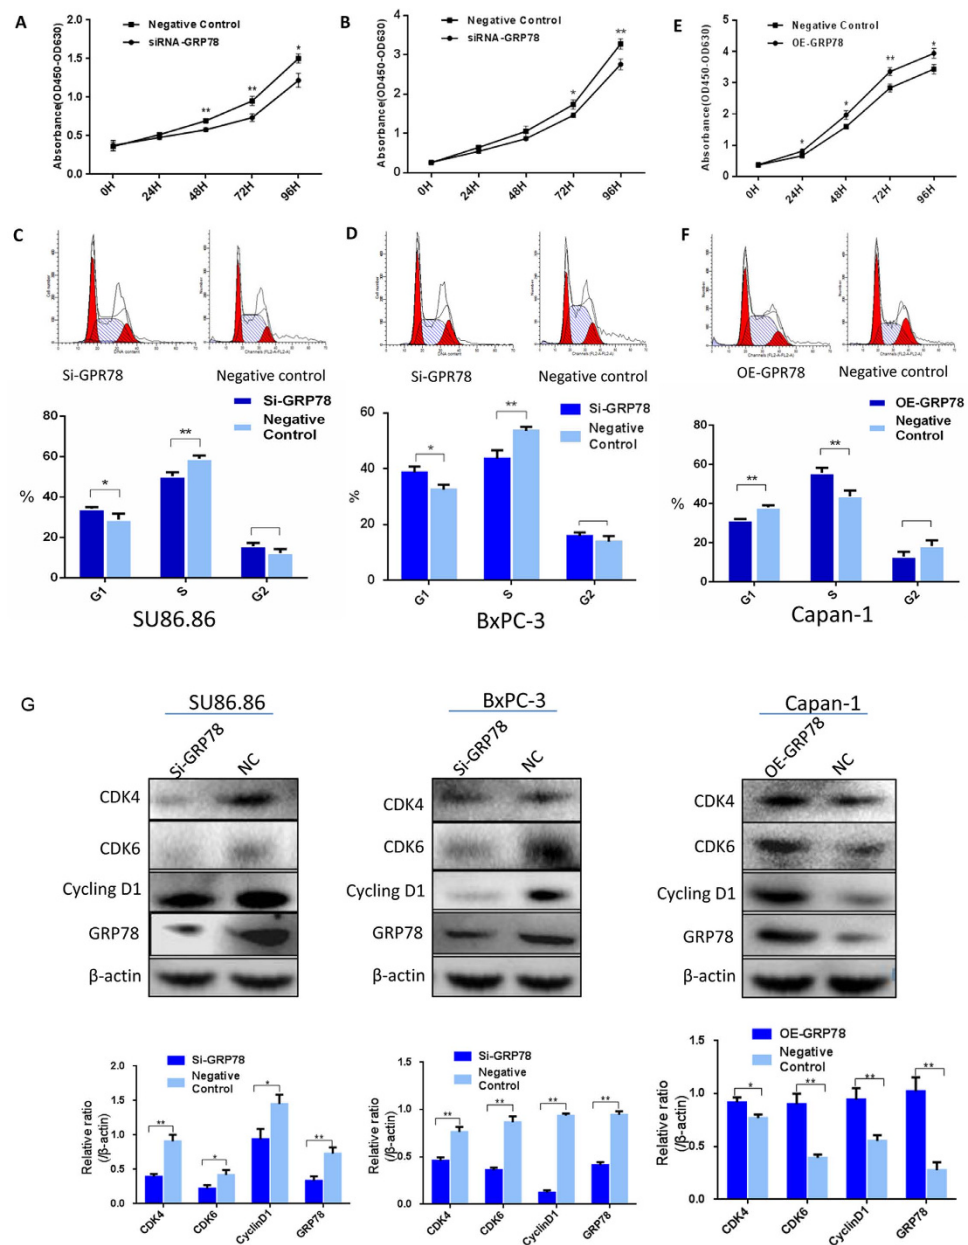 A
Negative Control
siRNA-GRP78
Absorbance(OD450-OD630)
2.0
1.5
1.0
0.5
0.0
**
**
*
0H
24H
48H
72H
96H
B
Negative Control
siRNA-GRP78
Absorbance(OD450-OD630)
4
3
2
1
0
*
**
0H
24H
48H
72H
96H
E
Negative Control
OE-GRP78
Absorbance(OD450-OD630)
5
4
3
2
1
0
*
*
**
*
0H
24H
48H
72H
96H
C
Si-GPR78
Negative control
D
Si-GPR78
Negative control
F
OE-GPR78
Negative control
Si-GRP78
Negative
Control
%
60
40
20
0
*
**
G1
S
G2
SU86.86
Si-GRP78
Negative
Control
%
60
40
20
0
*
**
G1
S
G2
BxPC-3
OE-GRP78
Negative
Control
%
80
60
40
20
0
**
**
G1
S
G2
Capan-1
G
SU86.86
Si-GRP78
NC
CDK4
CDK6
Cycling D1
GRP78
β-actin
BxPC-3
Si-GRP78
NC
CDK4
CDK6
Cycling D1
GRP78
β-actin
Capan-1
OE-GRP78
NC
CDK4
CDK6
Cycling D1
GRP78
β-actin
Si-GRP78
Negative
Control
Relative ratio
(/β-actin)
2.0
1.5
1.0
0.5
0.0
**
*
*
**
CDK4
CDK6
CyclinD1
GRP78
Si-GRP78
Negative
Control
Relative ratio
(/β-actin)
1.5
1.0
0.5
0.0
**
**
**
**
CDK4
CDK6
CyclinD1
GRP78
OE-GRP78
Negative
Control
Relative ratio
(/β-actin)
1.5
1.0
0.5
0.0
*
**
**
**
CDK4
CDK6
CyclinD1
GRP78